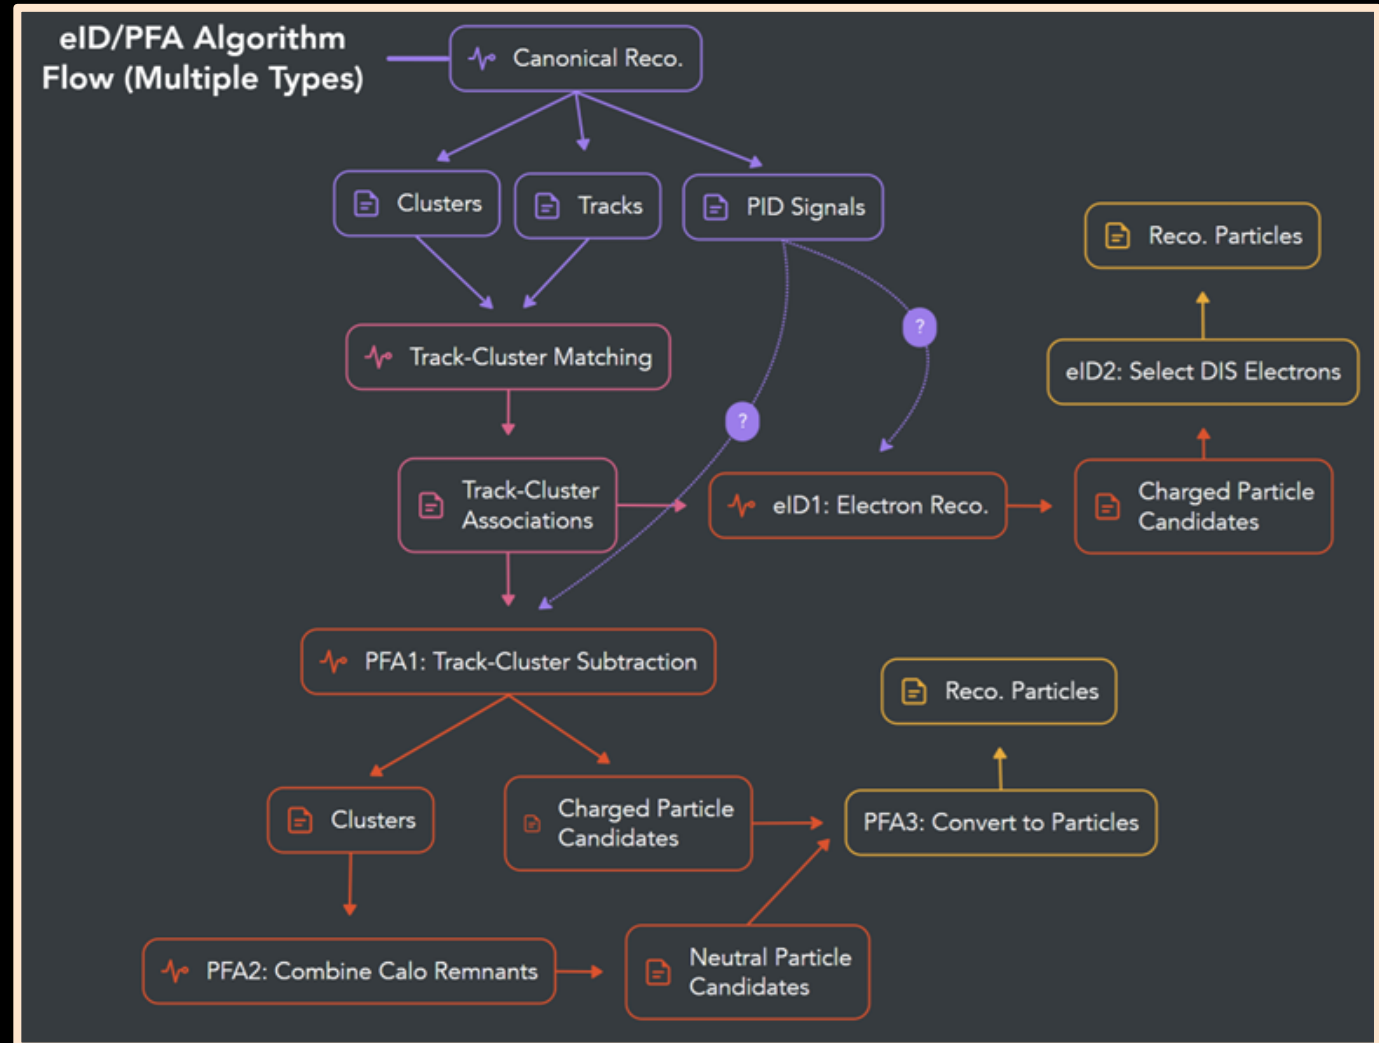 eID/PFA Algorithm
Flow (Multiple Types)
Canonical Reco.
Clusters
Tracks
PID Signals
Reco. Particles
?
Track-Cluster Matching
eID2: Select DIS Electrons
?
Track-Cluster
Associations
eID1: Electron Reco.
Charged Particle
Candidates
PFA1: Track-Cluster Subtraction
Reco. Particles
Clusters
Charged Particle
Candidates
PFA3: Convert to Particles
PFA2: Combine Calo Remnants
Neutral Particle
Candidates